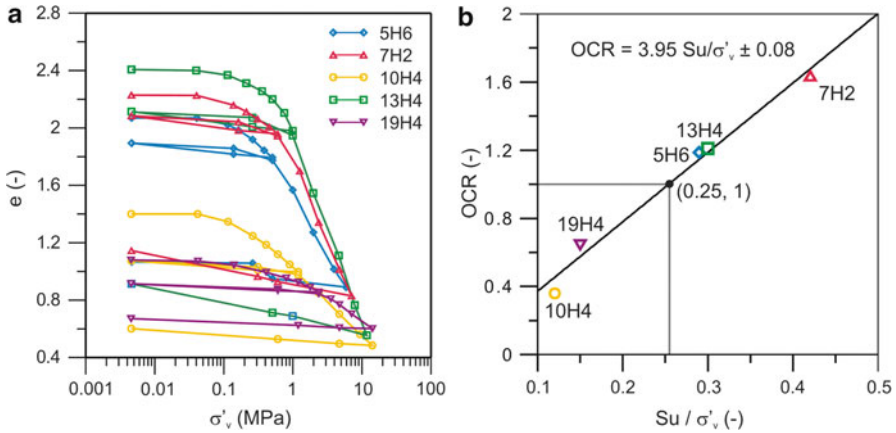 a
2.8
2.4
2
1.6
1.2
0.8
0.4
e (-)
0.001
0.01
0.1
1
10
100
σ'v (MPa)
5H6
7H2
10H4
13H4
19H4
b
2
1.6
1.2
0.8
0.4
0
OCR (-)
OCR = 3.95 Su/σ'v ± 0.08
7H2
13H4
5H6
(0.25, 1)
19H4
10H4
0.1
0.2
0.3
0.4
0.5
Su / σ'v (-)